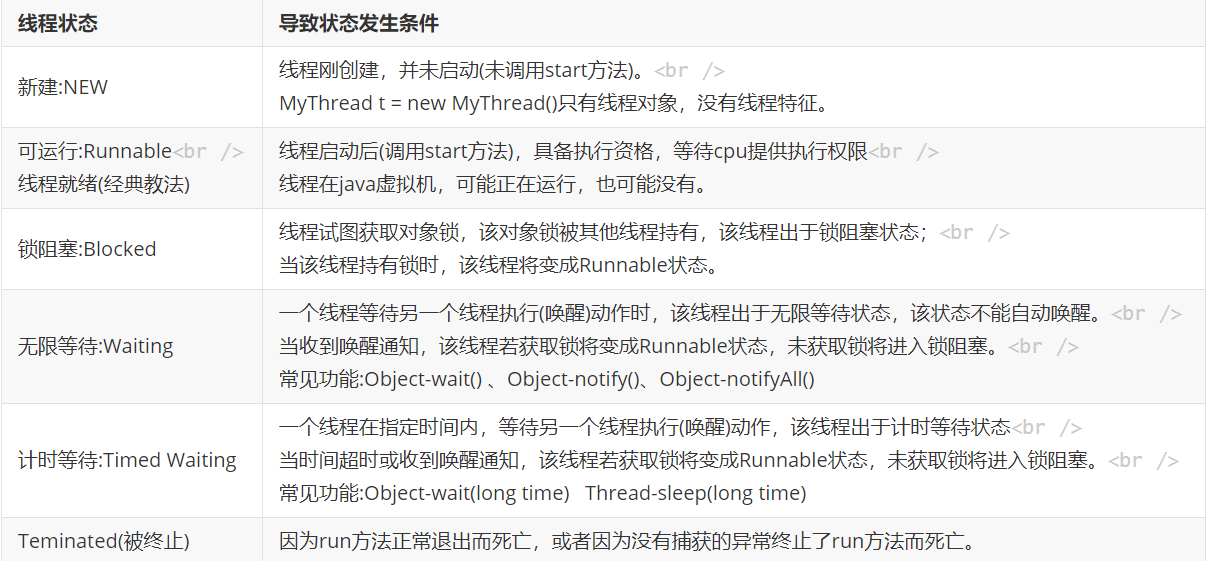 线程状态 导致状态发生条件
新建:NEW
线程刚创建，并未启动(未调用start方法)。<br />
MyThread t = new MyThread()只有线程对象，没有线程特征。
可运行:Runnable<br />
线程就绪(经典教法)
线程启动后(调用start方法)，具备执行资格，等待cpu提供执行权限<br />
线程在java虚拟机，可能正在运行，也可能没有。
锁阻塞:Blocked
线程试图获取对象锁，该对象锁被其他线程持有，该线程出于锁阻塞状态；<br />
当该线程持有锁时，该线程将变成Runnable状态。
无限等待:Waiting
一个线程等待另一个线程执行(唤醒)动作时，该线程出于无限等待状态，该状态不能自动唤醒。<br />
当收到唤醒通知，该线程若获取锁将变成Runnable状态，未获取锁将进入锁阻塞。<br />
常见功能:Object-wait() 、Object-notify()、Object-notifyAll()
计时等待:Timed Waiting
一个线程在指定时间内，等待另一个线程执行(唤醒)动作，该线程出于计时等待状态<br />
当时间超时或收到唤醒通知，该线程若获取锁将变成Runnable状态，未获取锁将进入锁阻塞。<br />
常见功能:Object-wait(long time) Thread-sleep(long time)
Teminated(被终止)
因为run方法正常退出而死亡，或者因为没有捕获的异常终止了run方法而死亡。